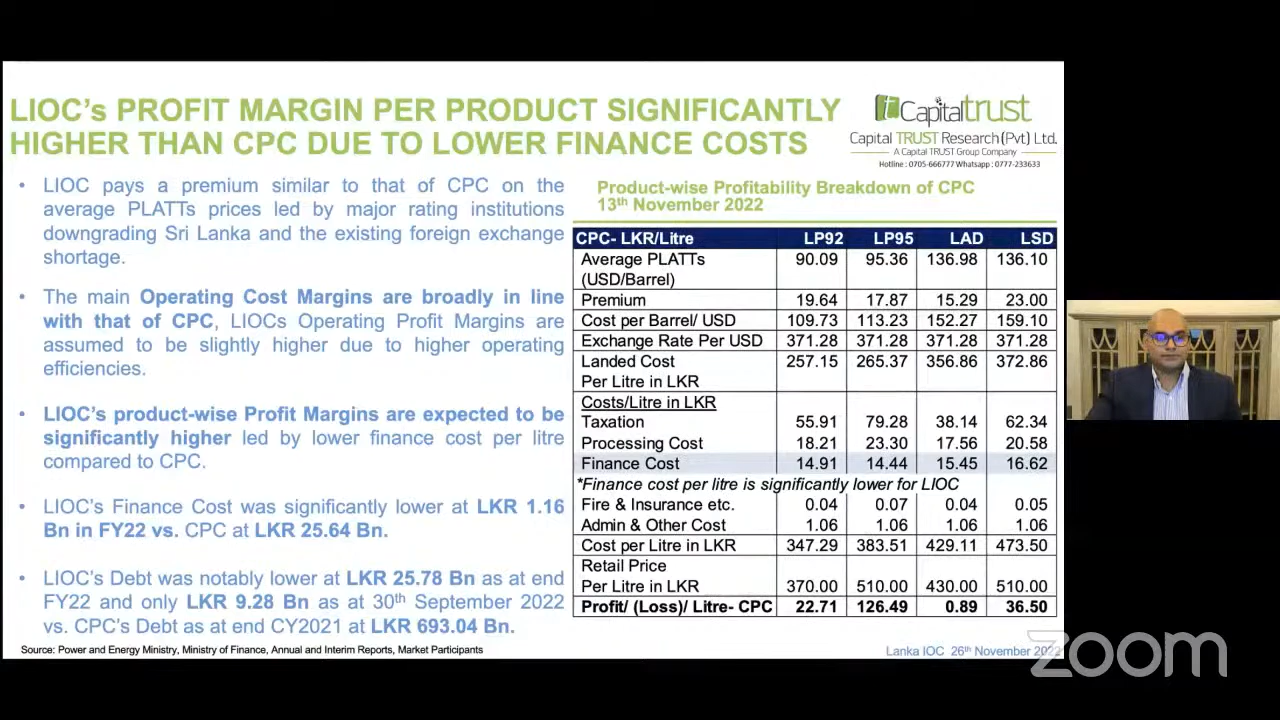 LIOC's PROFIT MARGIN PER PRODUCT SIGNIFICANTLY
HIGHER THAN CPC DUE TO LOWER FINANCE COSTS
t Capitaltrust
Capital TRUST Research (Pvt) Ltd.
A Capital TRUST Group Company
Hotline : 0705-666777 Whatsapp : 0777-233633
• LIOC pays a premium similar to that of CPC on the
average PLATTs prices led by major rating institutions
downgrading Sri Lanka and the existing foreign exchange
shortage.
• The main Operating Cost Margins are broadly in line
with that of CPC, LIOCs Operating Profit Margins are
assumed to be slightly higher due to higher operating
efficiencies.
• LIOC's product-wise Profit Margins are expected to be
significantly higher led by lower finance cost per litre
compared to CPC.
• LIOC's Finance Cost was significantly lower at LKR 1.16
Bn in FY22 vs. CPC at LKR 25.64 Bn.
• LIOC's Debt was notably lower at LKR 25.78 Bn as at end
FY22 and only LKR 9.28 Bn as at 30th September 2022
vs. CPC's Debt as at end CY2021 at LKR 693.04 Bn.
Product-wise Profitability Breakdown of CPC
13th November 2022
CPC- LKR/Litre LP92 LP95 LAD LSD
Average PLATTs 90.09 95.36 136.98 136.10
(USD/Barrel)
Premium 19.64 17.87 15.29 23.00
Cost per Barrel/ USD 109.73 113.23 152.27 159.10
Exchange Rate Per USD 371.28 371.28 371.28 371.28
Landed Cost 257.15 265.37 356.86 372.86
Per Litre in LKR
Costs/Litre in LKR
Taxation 55.91 79.28 38.14 62.34
Processing Cost 18.21 23.30 17.56 20.58
Finance Cost 14.91 14.44 15.45 16.62
*Finance cost per litre is significantly lower for LIOC
Fire & Insurance etc. 0.04 0.07 0.04 0.05
Admin & Other Cost 1.06 1.06 1.06 1.06
Cost per Litre in LKR 347.29 383.51 429.11 473.50
Retail Price
Per Litre in LKR 370.00 510.00 430.00 510.00
Profit/ (Loss)/ Litre- CPC 22.71 126.49 0.89 36.50
Source: Power and Energy Ministry, Ministry of Finance, Annual and Interim Reports, Market Participants
Lanka IOC 26th November 2022
zoom